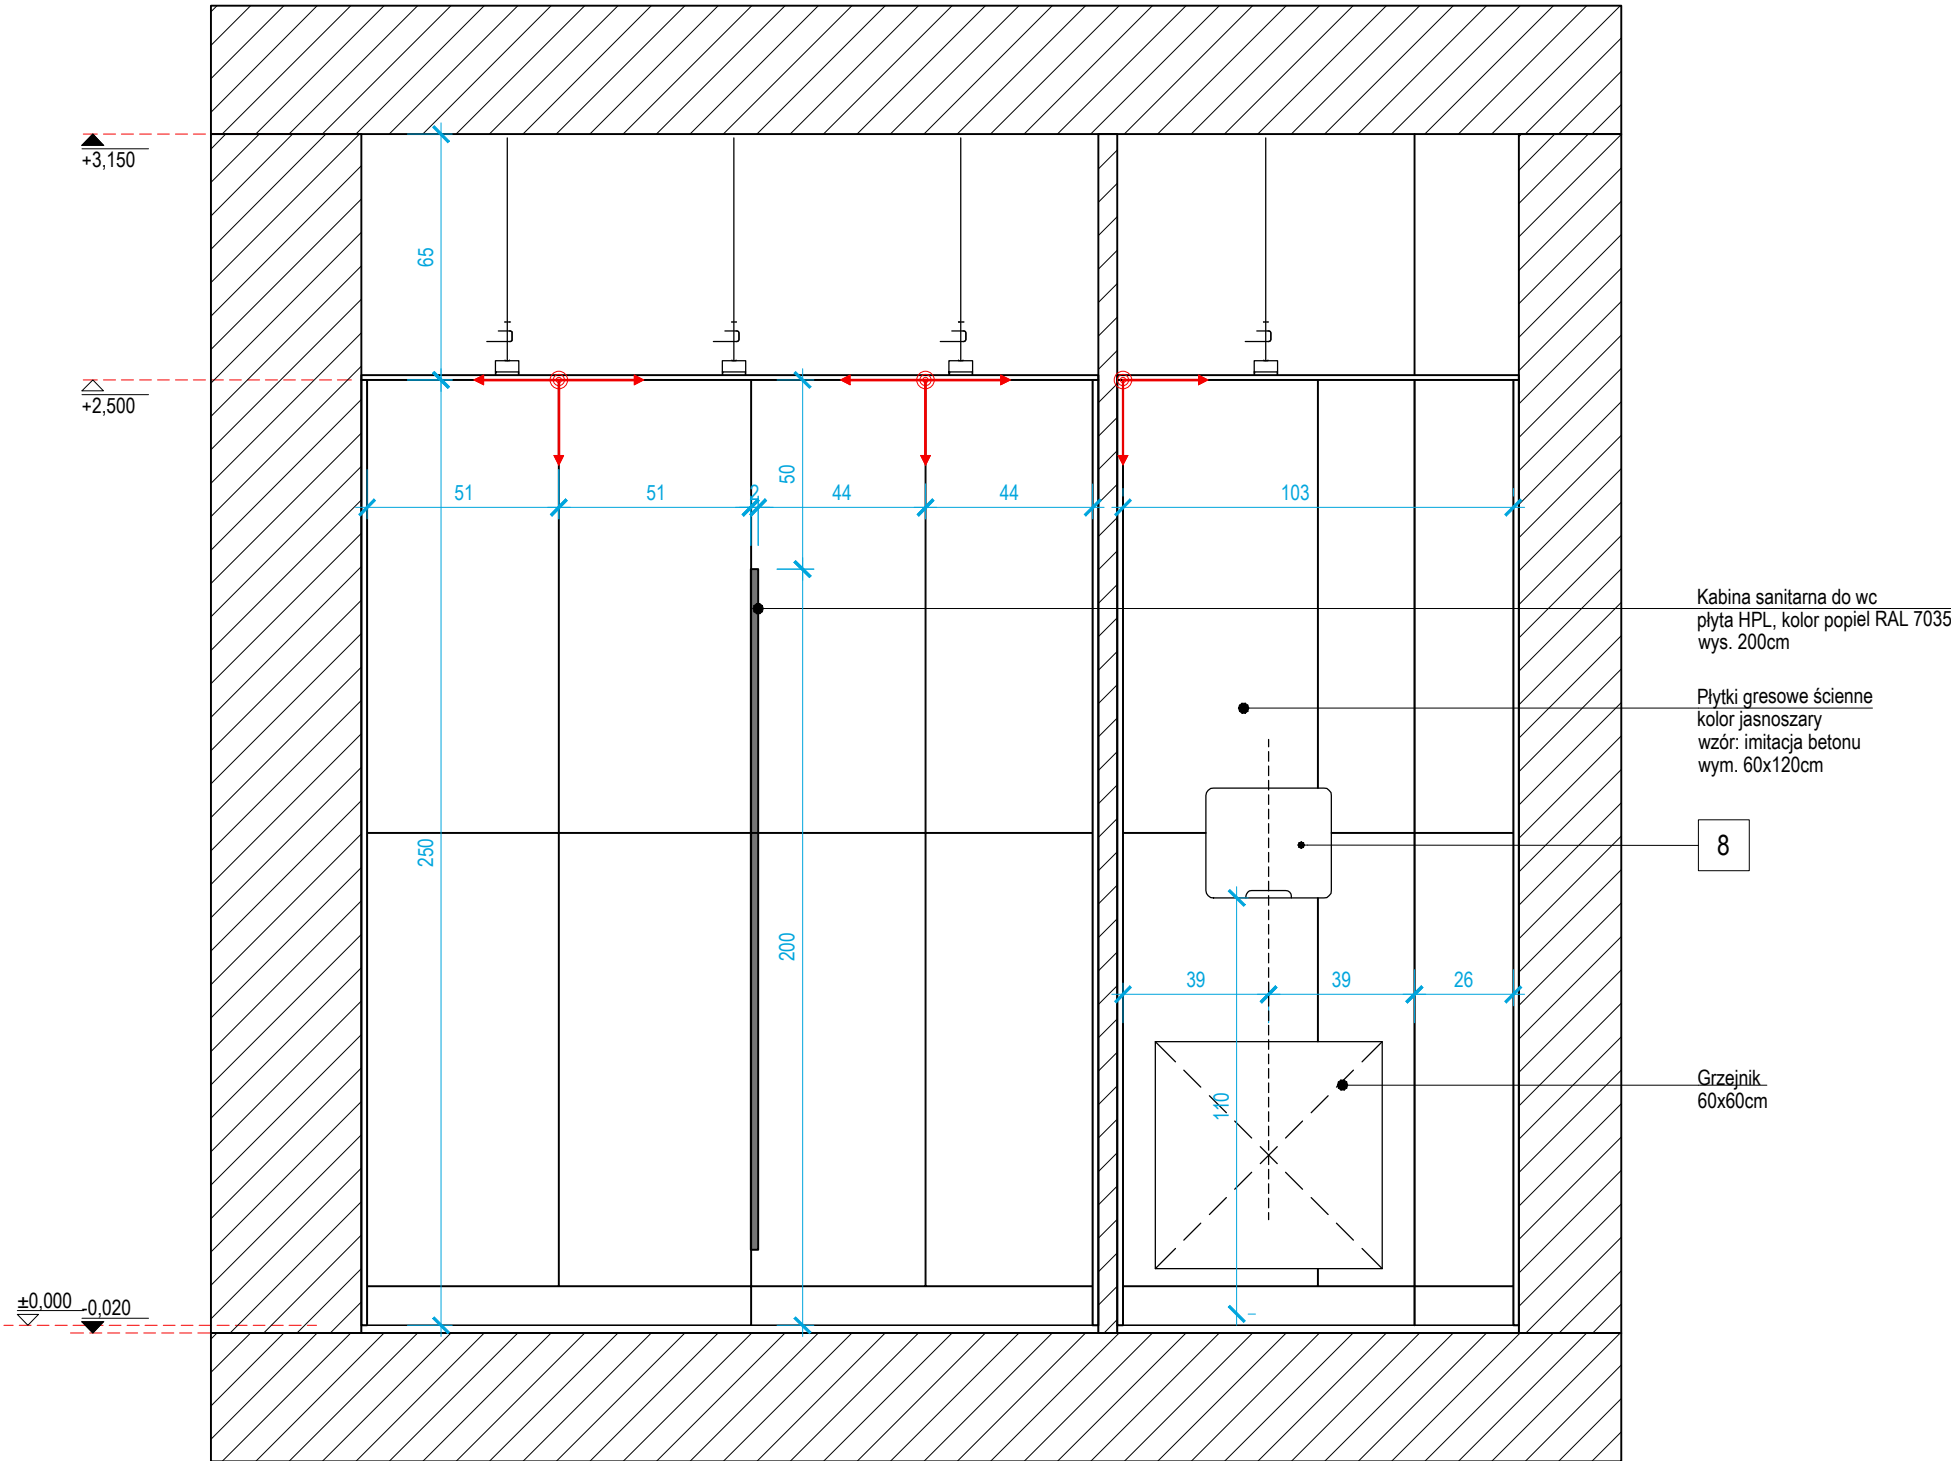 +3,150
65
+2,500
51
51
2
50
44
44
103
Kabina sanitarna do wc
płyta HPL, kolor popiel RAL 7035
wys. 200cm
Płytki gresowe ścienne
kolor jasnoszary
wzór: imitacja betonu
wym. 60x120cm
8
250
200
39
39
26
110
Grzejnik
60x60cm
±0,000
-0,020